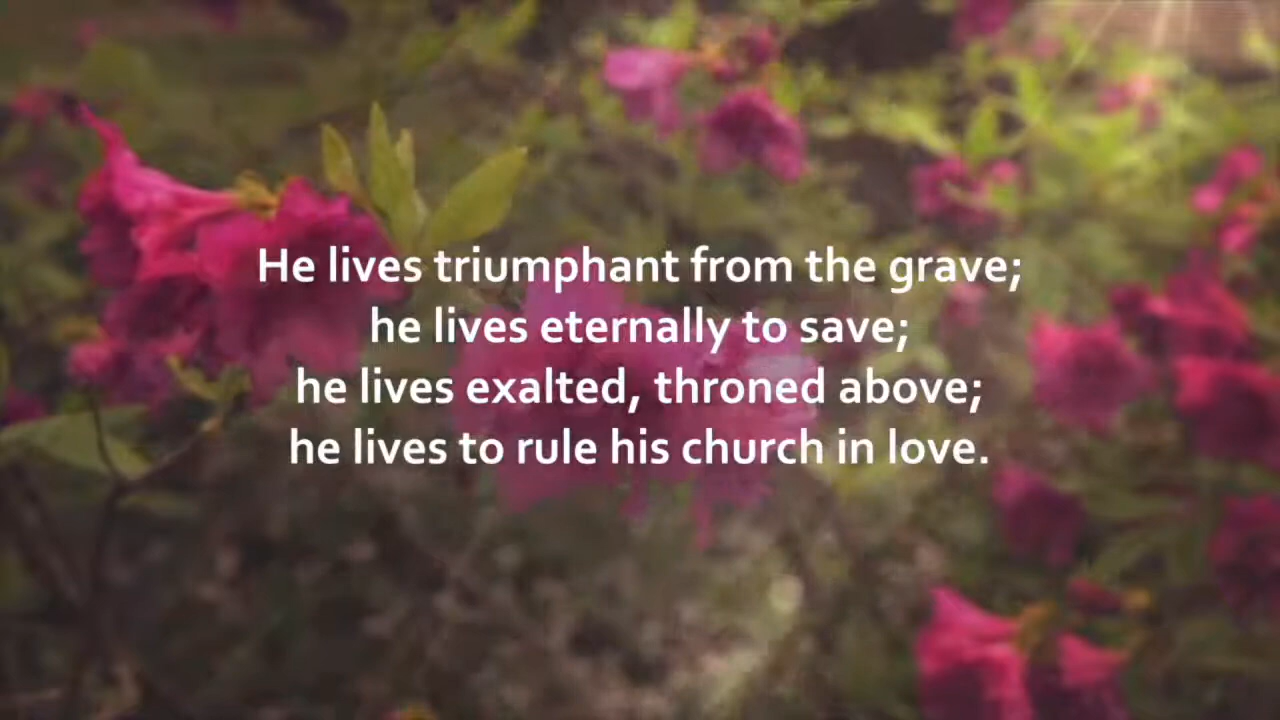 He lives triumphant from the grave;
he lives eternally to save;
he lives exalted, throned above;
he lives to rule his church in love.